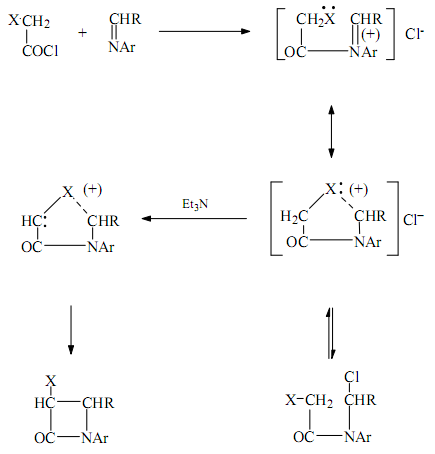 X-CH2 CHR CH2Ẍ CHR
+ (+) Cl-
COCl NAr OC NAr
X (+) X: (+)
Et3N
HC: CHR H2C CHR Cl−
OC NAr OC NAr
X Cl
HC CHR X-CH2 CHR
OC NAr OC NAr